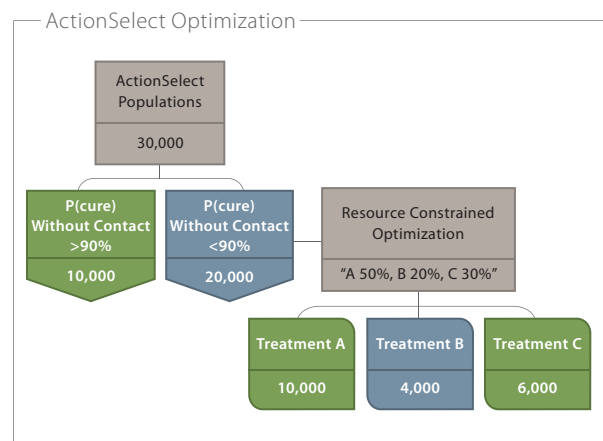 ActionSelect Optimization
ActionSelect
Populations
30,000
P(cure)
Without Contact
>90%
10,000
P(cure)
Without Contact
<90%
20,000
Resource Constrained
Optimization
“A 50%, B 20%, C 30%”
Treatment A
10,000
Treatment B
4,000
Treatment C
6,000